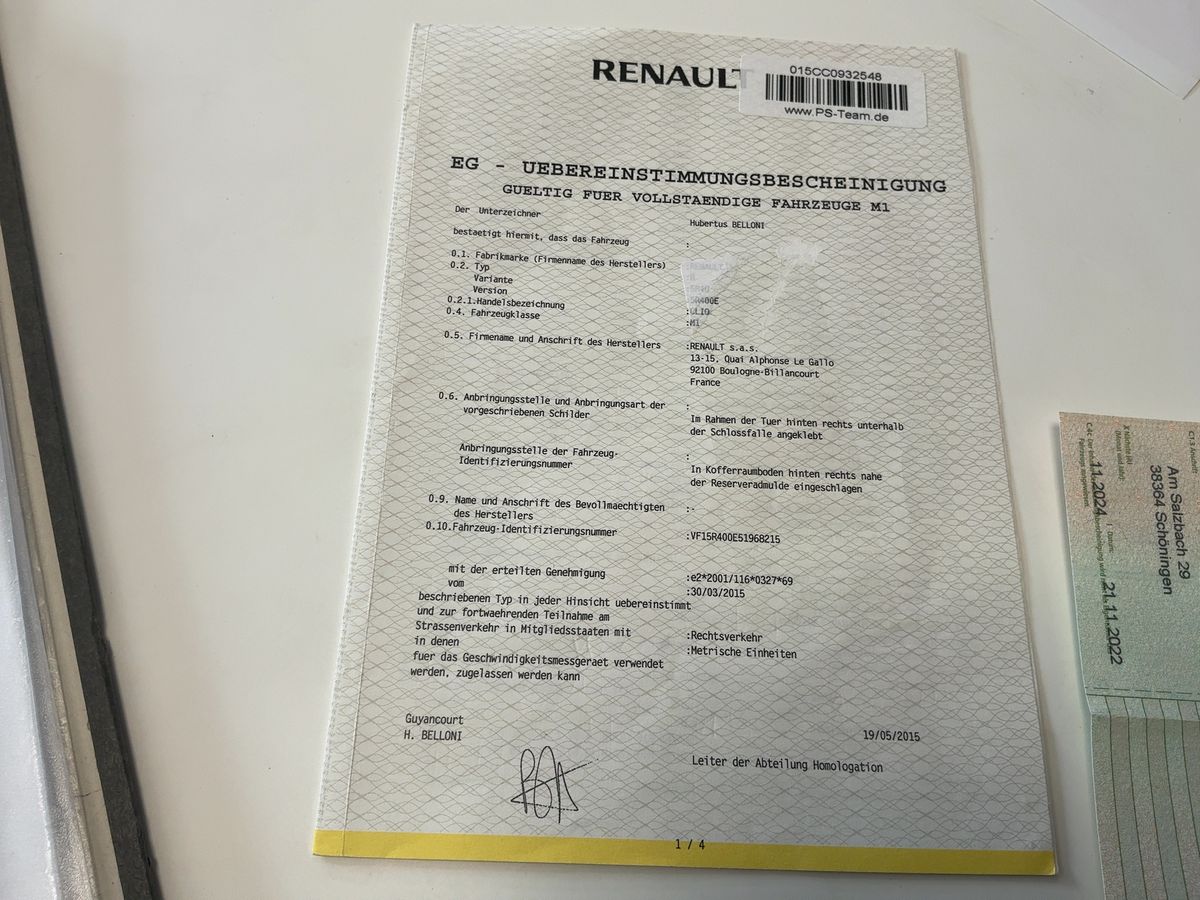 RENAULT
015CC0932548
www.PS-Team.de
EG - UEBEREINSTIMMUNGSBESCHEINIGUNG
GUELTIG FUER VOLLSTAENDIGE FAHRZEUGE M1
Der Unterzeichner Hubertus BELLONI
bestaetigt hiermit, dass das Fahrzeug :
0.1. Fabrikmarke (Firmenname des Herstellers) :RENAULT
0.2. Typ :R
Variante
Version 5R400E
0.2.1.Handelsbezeichnung :CLIO
0.4. Fahrzeugklasse :M1
0.5. Firmename und Anschrift des Herstellers :RENAULT s.a.s.
13-15, Quai Alphonse Le Gallo
92100 Boulogne-Billancourt
France
0.6. Anbringungsstelle und Anbringungsart der :
vorgeschriebenen Schilder Im Rahmen der Tuer hinten rechts unterhalb
der Schlossfalle angeklebt
Anbringungsstelle der Fahrzeug- :
Identifizierungsnummer In Kofferraumboden hinten rechts nahe
der Reserveradmulde eingeschlagen
0.9. Name und Anschrift des Bevollmaechtigten :-
des Herstellers
0.10.Fahrzeug-Identifizierungsnummer :VF15R400E51968215
mit der erteilten Genehmigung :e2*2001/116*0327*69
vom :30/03/2015
beschriebenen Typ in jeder Hinsicht uebereinstimmt
und zur fortwaehrenden Teilnahme am
Strassenverkehr in Mitgliedsstaaten mit :Rechtsverkehr
in denen :Metrische Einheiten
fuer das Geschwindigkeitsmessgeraet verwendet
werden, zugelassen werden kann
Guyancourt
H. BELLONI 19/05/2015
Leiter der Abteilung Homologation
1 / 4
Am Salzbach 29
38364 Schöningen
11.2024
21.11.2022